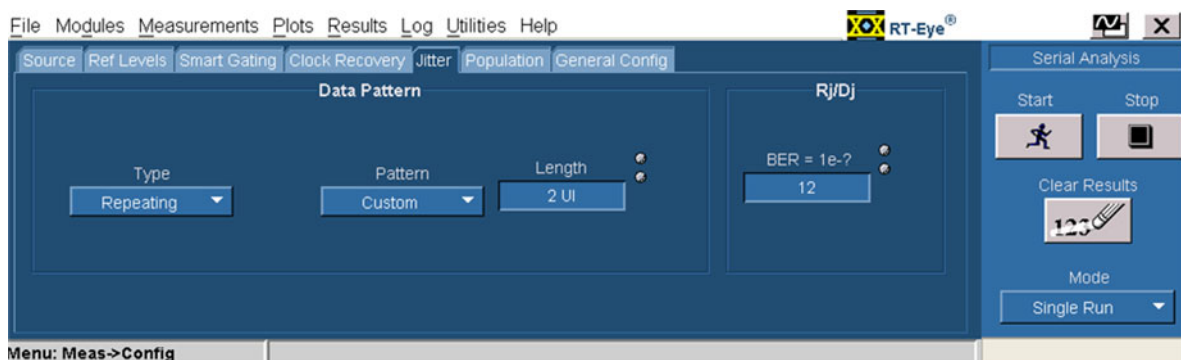 File Modules Measurements Plots Results Log Utilities Help
RT-Eye®
Source Ref Levels Smart Gating Clock Recovery Jitter Population General Config
Serial Analysis
Data Pattern
Rj/Dj
Start Stop
Type
Repeating
Pattern
Custom
Length
2 UI
BER = 1e-?
12
Clear Results
123
Mode
Single Run
Menu: Meas->Config